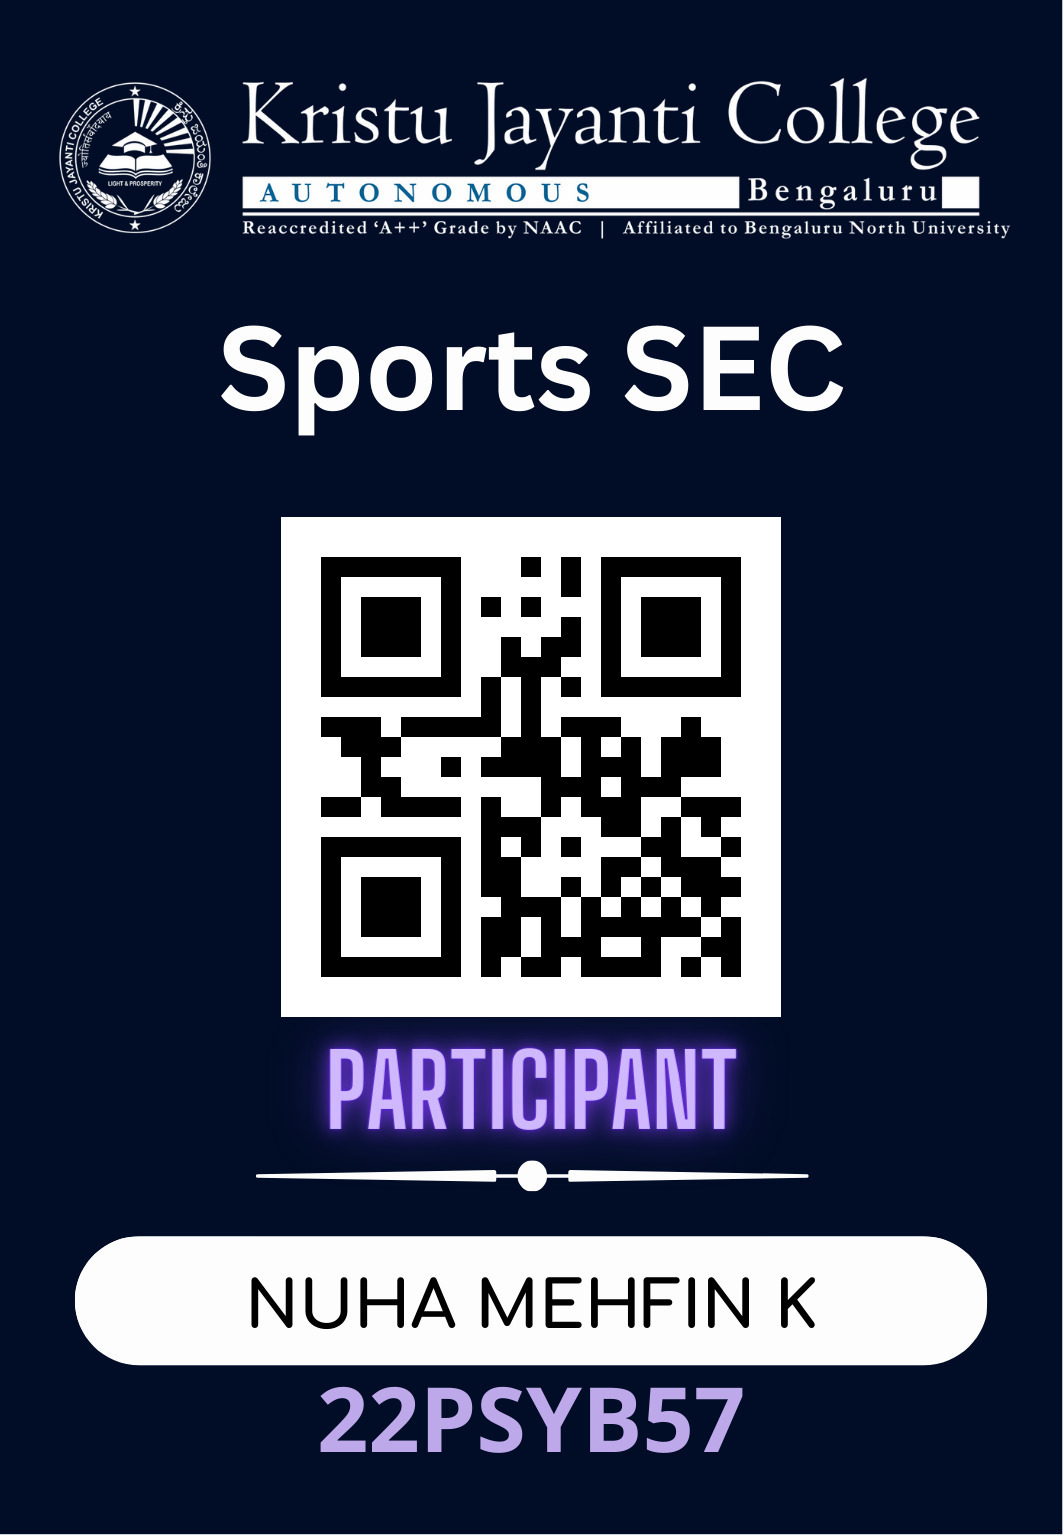 Kristu Jayanti College
AUTONOMOUS Bengaluru
Reaccredited ‘A++’ Grade by NAAC | Affiliated to Bengaluru North University
KRISTU JAYANTI COLLEGE
LIGHT & PROSPERITY
Sports SEC
PARTICIPANT
NUHA MEHFIN K
22PSYB57